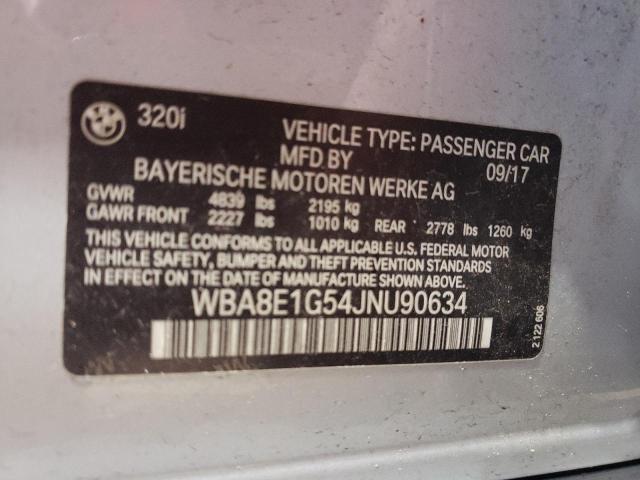 BMW 320i
VEHICLE TYPE: PASSENGER CAR
MFD BY 09/17
BAYERISCHE MOTOREN WERKE AG
GVWR 4839 lbs 2195 kg
GAWR FRONT 2227 lbs 1010 kg REAR 2778 lbs 1260 kg
THIS VEHICLE CONFORMS TO ALL APPLICABLE U.S. FEDERAL MOTOR
VEHICLE SAFETY, BUMPER AND THEFT PREVENTION STANDARDS
IN EFFECT ON THE DATE OF MANUFACTURE SHOWN ABOVE.
WBA8E1G54JNU90634
2 122 606